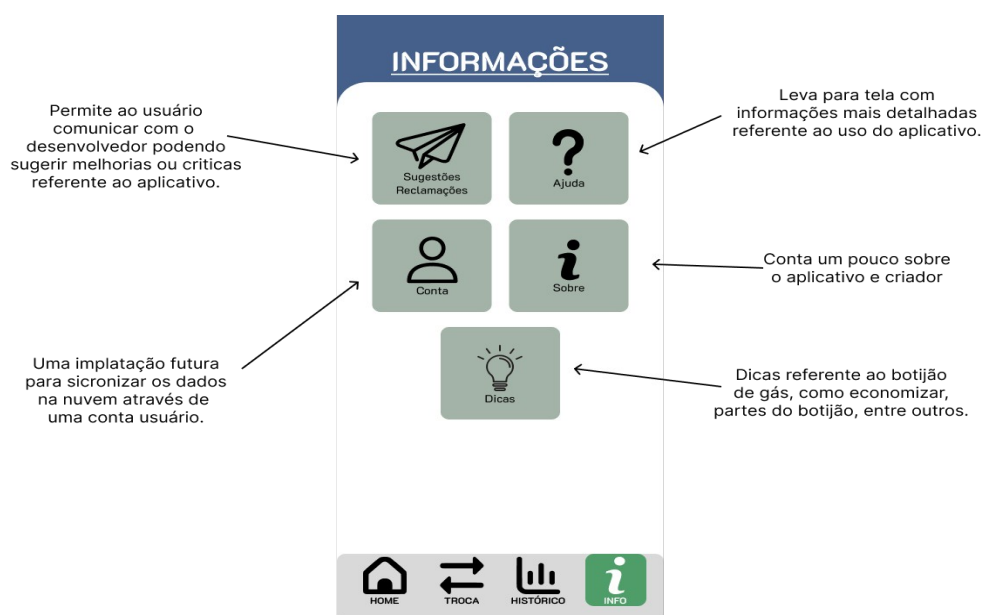 INFORMAÇÕES
Permite ao usuário
comunicar com o
desenvolvedor podendo
sugerir melhorias ou criticas
referente ao aplicativo.
Sugestões
Reclamações
Ajuda
Leva para tela com
informações mais detalhadas
referente ao uso do aplicativo.
Conta
Sobre
Conta um pouco sobre
o aplicativo e criador
Uma implatação futura
para sicronizar os dados
na nuvem através de
uma conta usuário.
Dicas
Dicas referente ao botijão
de gás, como economizar,
partes do botijão, entre outros.
HOME
TROCA
HISTÓRICO
INFO